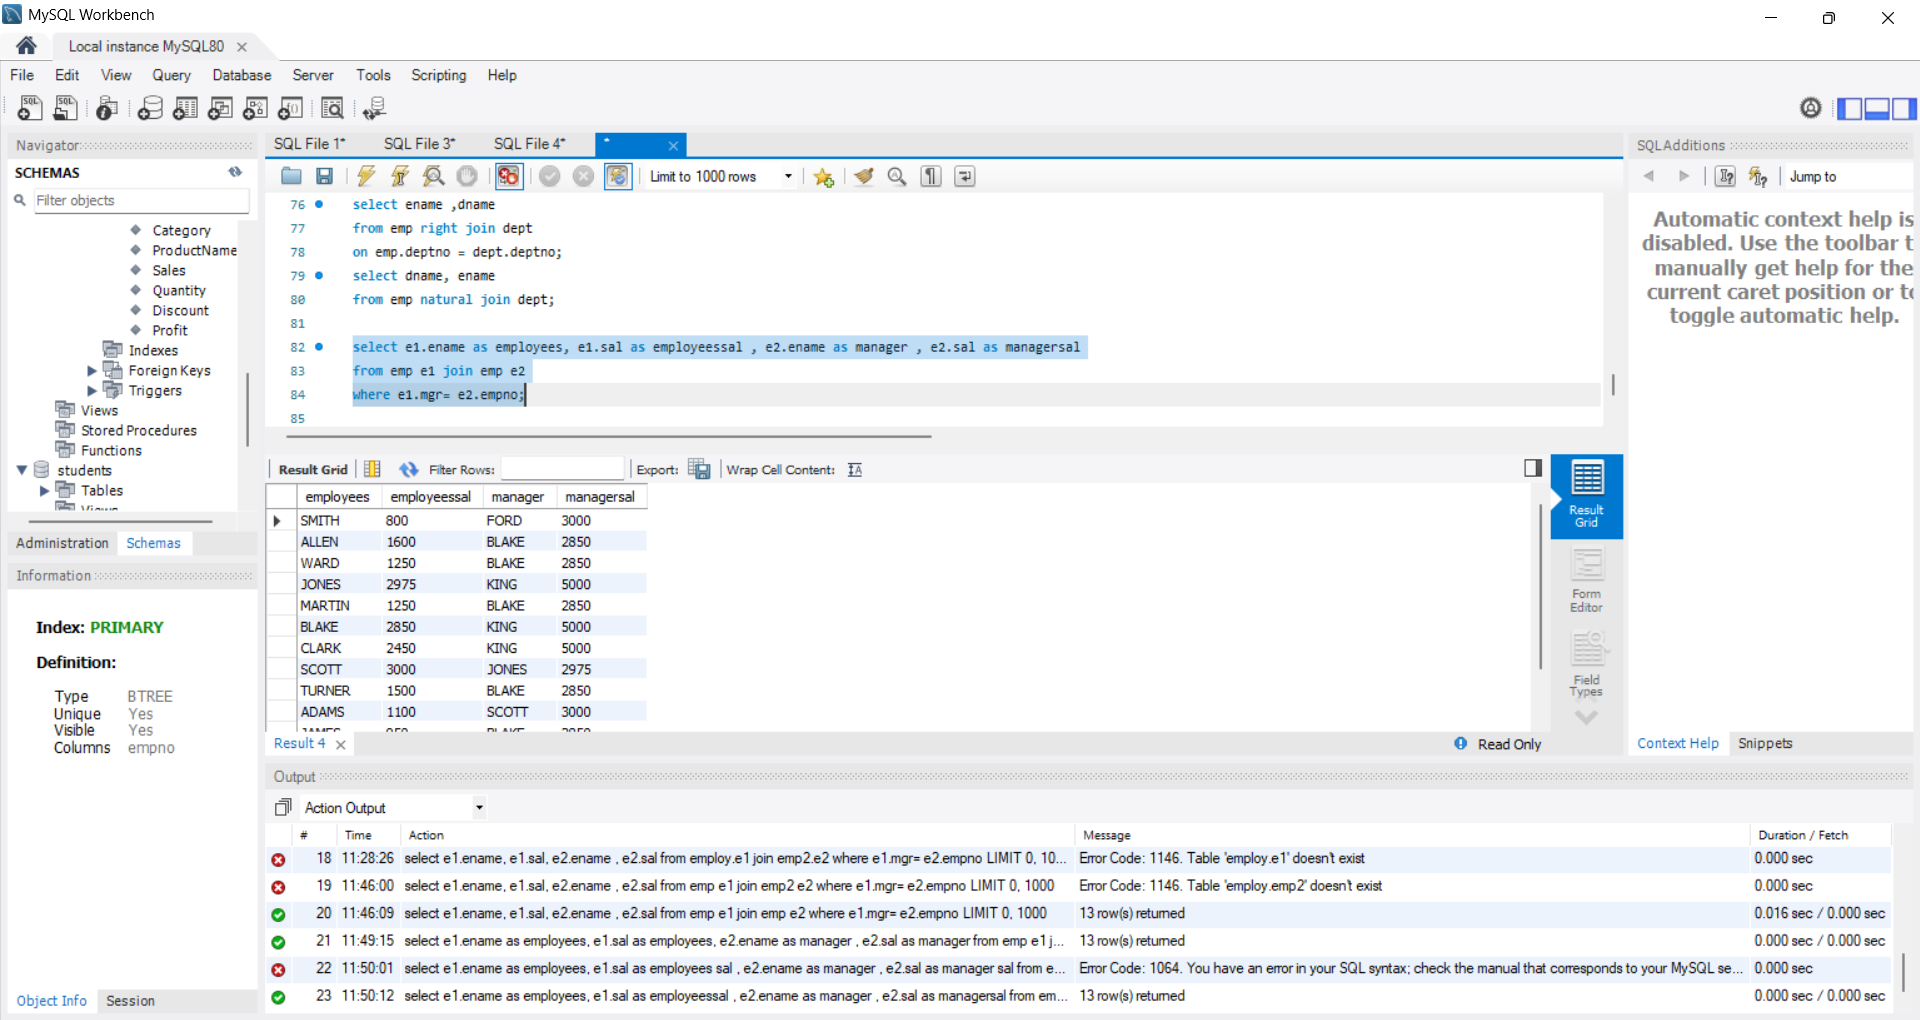 MySQL Workbench
Local instance MySQL80
File Edit View Query Database Server Tools Scripting Help
Navigator
SCHEMAS
Filter objects
Category
ProductName
Sales
Quantity
Discount
Profit
Indexes
Foreign Keys
Triggers
Views
Stored Procedures
Functions
students
Tables
Views
Administration Schemas
Information
Index: PRIMARY
Definition:
Type BTREE
Unique Yes
Visible Yes
Columns empno
Object Info Session
SQL File 1* SQL File 3* SQL File 4* *
Limit to 1000 rows
76 select ename ,dname
77 from emp right join dept
78 on emp.deptno = dept.deptno;
79 select dname, ename
80 from emp natural join dept;
81
82 select e1.ename as employees, e1.sal as employeessal , e2.ename as manager , e2.sal as managersal
83 from emp e1 join emp e2
84 where e1.mgr= e2.empno;
85
Result Grid Filter Rows: Export: Wrap Cell Content:
employees employeessal manager managersal
SMITH 800 FORD 3000
ALLEN 1600 BLAKE 2850
WARD 1250 BLAKE 2850
JONES 2975 KING 5000
MARTIN 1250 BLAKE 2850
BLAKE 2850 KING 5000
CLARK 2450 KING 5000
SCOTT 3000 JONES 2975
TURNER 1500 BLAKE 2850
ADAMS 1100 SCOTT 3000
JAMES 950 BLAKE 2850
Result 4
Read Only
Result
Grid
Form
Editor
Field
Types
SQLAdditions
Jump to
Automatic context help is
disabled. Use the toolbar t
manually get help for the
current caret position or to
toggle automatic help.
Context Help Snippets
Output
Action Output
# Time Action Message Duration / Fetch
18 11:28:26 select e1.ename, e1.sal, e2.ename , e2.sal from employ.e1 join emp2.e2 where e1.mgr= e2.empno LIMIT 0, 10... Error Code: 1146. Table 'employ.e1' doesn't exist 0.000 sec
19 11:46:00 select e1.ename, e1.sal, e2.ename , e2.sal from emp e1 join emp2 e2 where e1.mgr= e2.empno LIMIT 0, 1000 Error Code: 1146. Table 'employ.emp2' doesn't exist 0.000 sec
20 11:46:09 select e1.ename, e1.sal, e2.ename , e2.sal from emp e1 join emp e2 where e1.mgr= e2.empno LIMIT 0, 1000 13 row(s) returned 0.016 sec / 0.000 sec
21 11:49:15 select e1.ename as employees, e1.sal as employees, e2.ename as manager , e2.sal as manager from emp e1 j... 13 row(s) returned 0.000 sec / 0.000 sec
22 11:50:01 select e1.ename as employees, e1.sal as employees sal , e2.ename as manager , e2.sal as manager sal from e... Error Code: 1064. You have an error in your SQL syntax; check the manual that corresponds to your MySQL se... 0.000 sec
23 11:50:12 select e1.ename as employees, e1.sal as employeessal , e2.ename as manager , e2.sal as managersal from em... 13 row(s) returned 0.000 sec / 0.000 sec